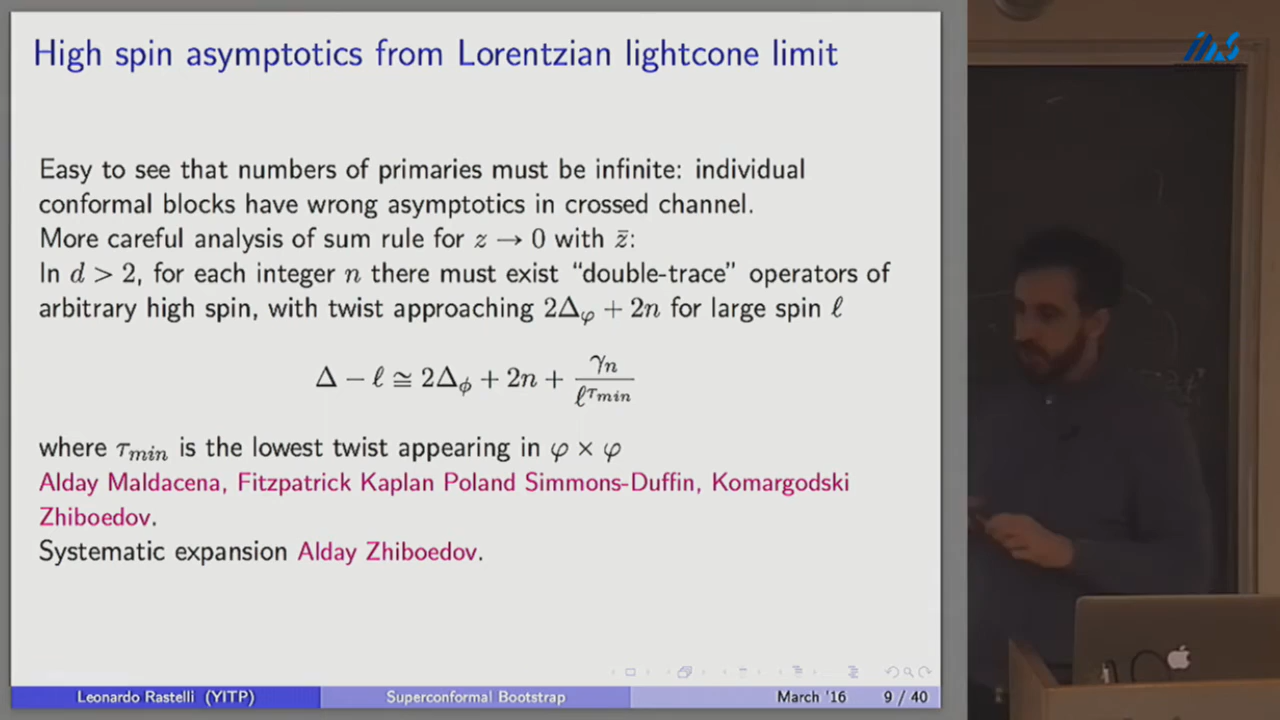 High spin asymptotics from Lorentzian lightcone limit
IHES
Easy to see that numbers of primaries must be infinite: individual
conformal blocks have wrong asymptotics in crossed channel.
More careful analysis of sum rule for z → 0 with z̄:
In d > 2, for each integer n there must exist “double-trace” operators of
arbitrary high spin, with twist approaching 2Δ_φ + 2n for large spin ℓ
Δ − ℓ ≅ 2Δ_ϕ + 2n + γ_n / ℓ^{τ_min}
where τ_min is the lowest twist appearing in φ × φ
Alday Maldacena, Fitzpatrick Kaplan Poland Simmons-Duffin, Komargodski
Zhiboedov.
Systematic expansion Alday Zhiboedov.
Leonardo Rastelli (YITP) Superconformal Bootstrap March '16 9 / 40